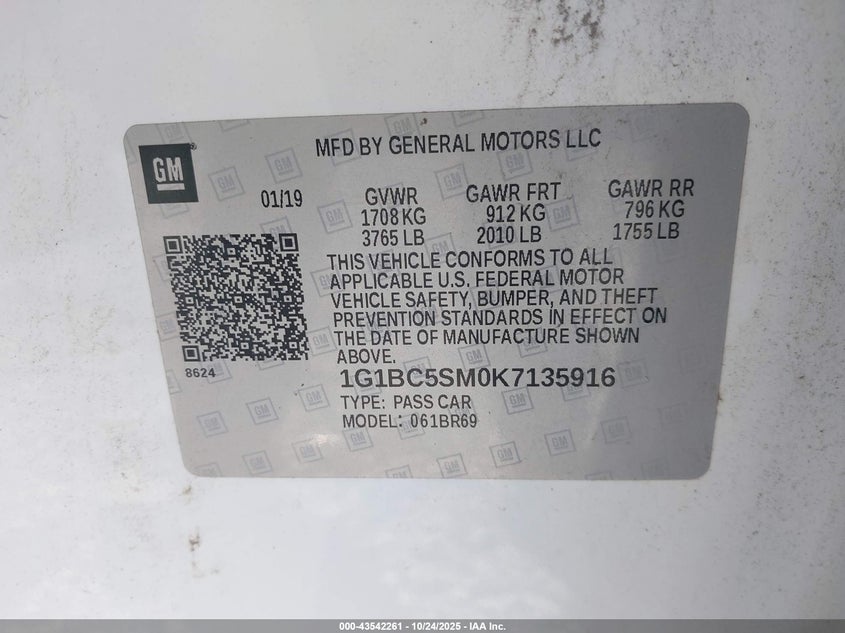 MFD BY GENERAL MOTORS LLC
GM
01/19
GVWR GAWR FRT GAWR RR
1708 KG 912 KG 796 KG
3765 LB 2010 LB 1755 LB
THIS VEHICLE CONFORMS TO ALL
APPLICABLE U.S. FEDERAL MOTOR
VEHICLE SAFETY, BUMPER, AND THEFT
PREVENTION STANDARDS IN EFFECT ON
THE DATE OF MANUFACTURE SHOWN
ABOVE.
8624
1G1BC5SM0K7135916
TYPE: PASS CAR
MODEL: 061BR69
000-43542261 - 10/24/2025 - IAA Inc.